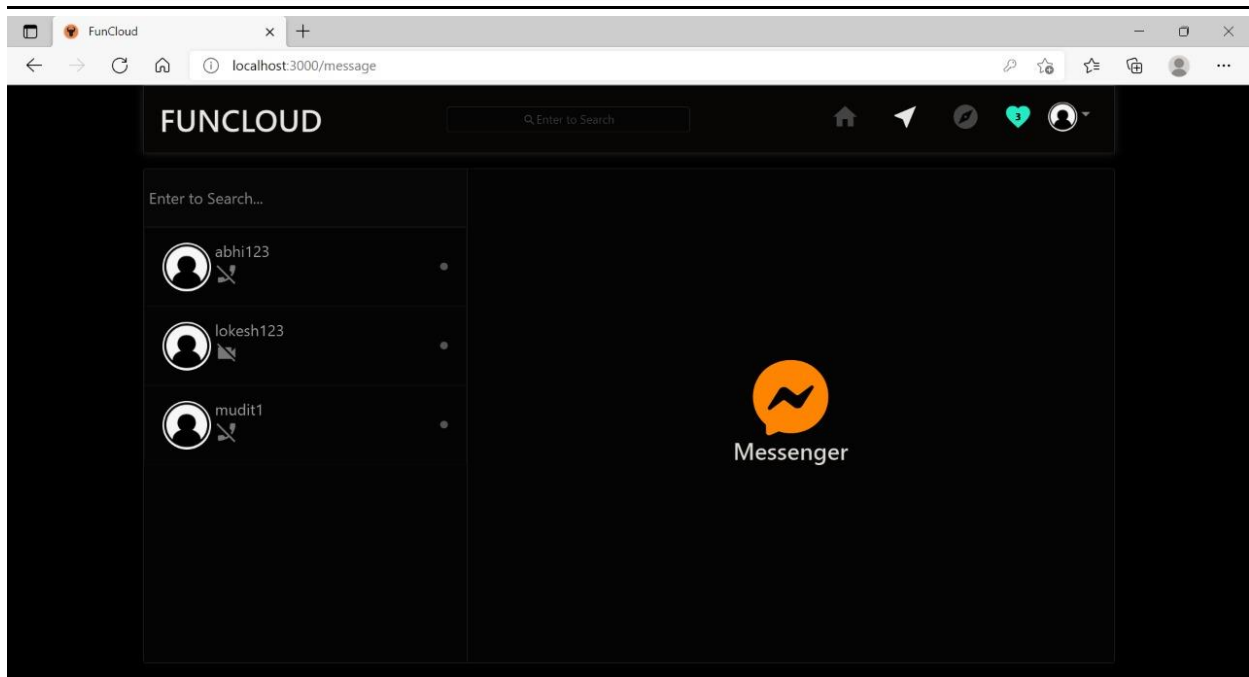 FunCloud
localhost:3000/message
FUNCLOUD
Enter to Search
3
Enter to Search...
abhi123
lokesh123
mudit1
Messenger